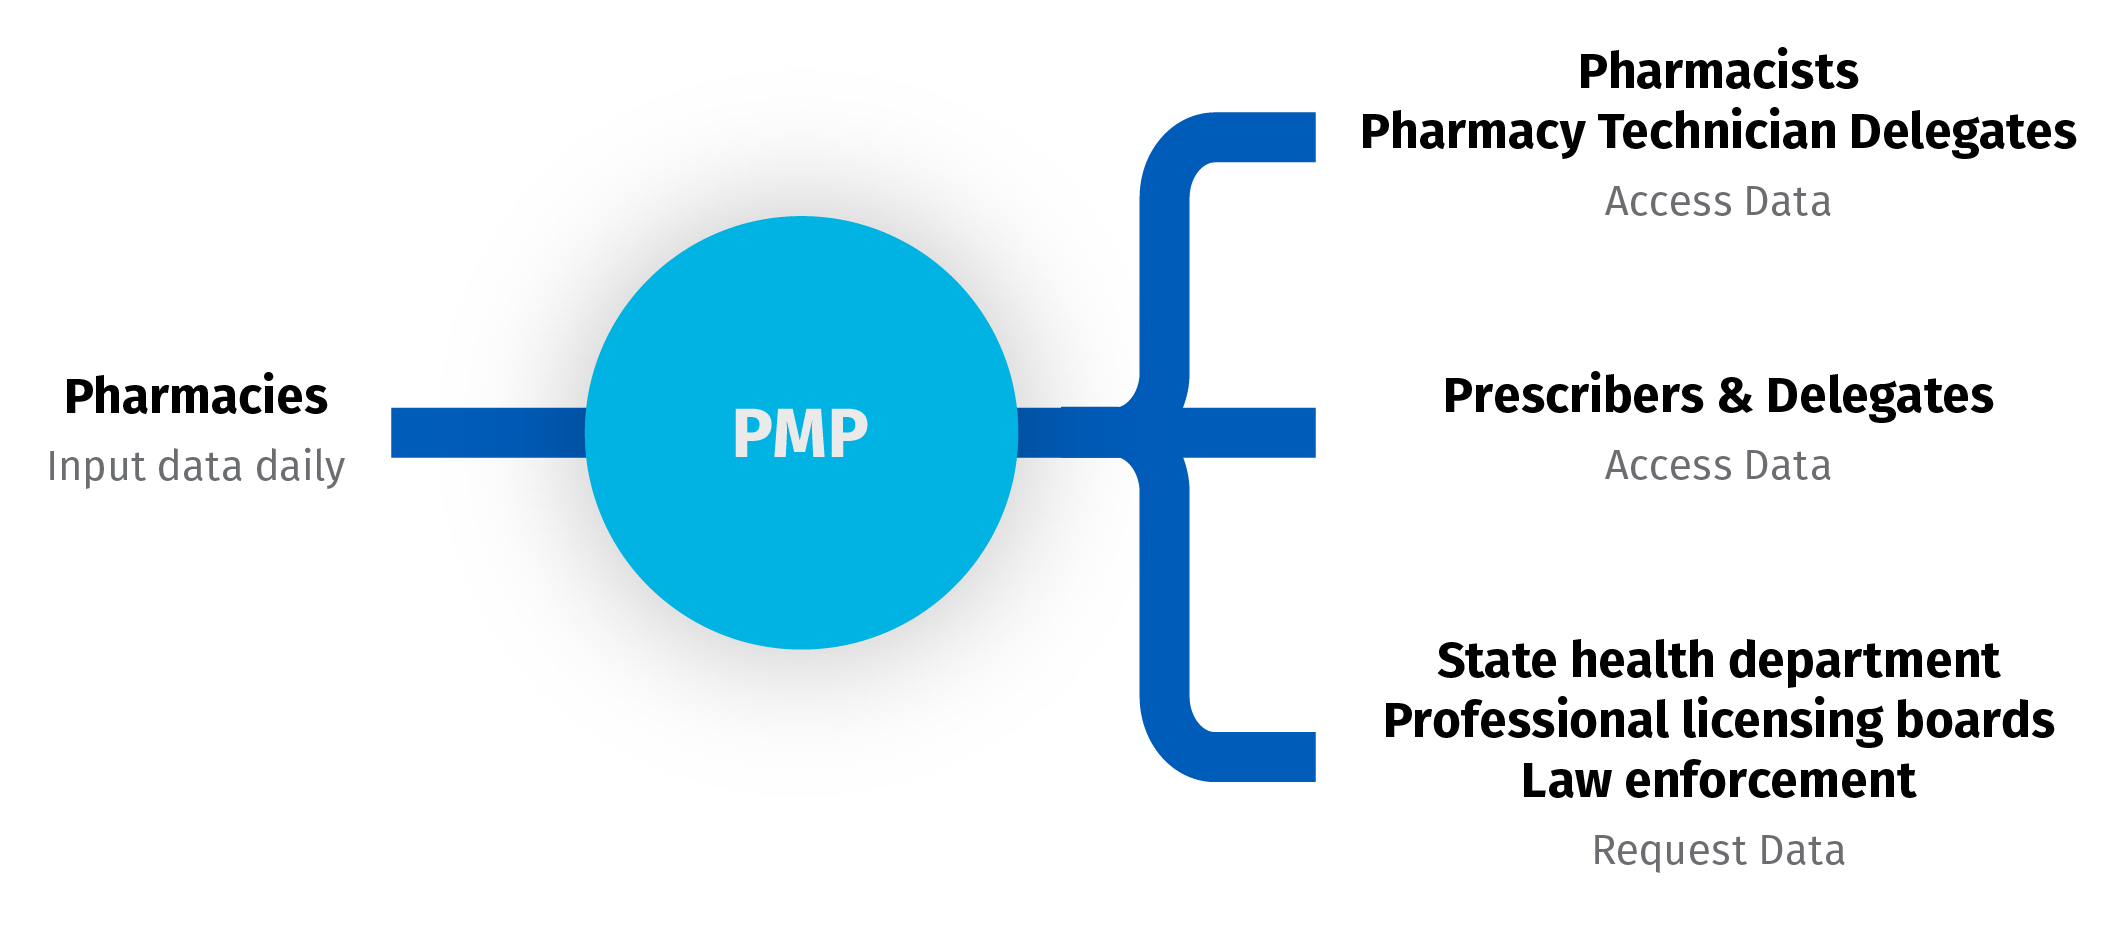 Pharmacies
Input data daily
PMP
Pharmacists
Pharmacy Technician Delegates
Access Data
Prescribers & Delegates
Access Data
State health department
Professional licensing boards
Law enforcement
Request Data